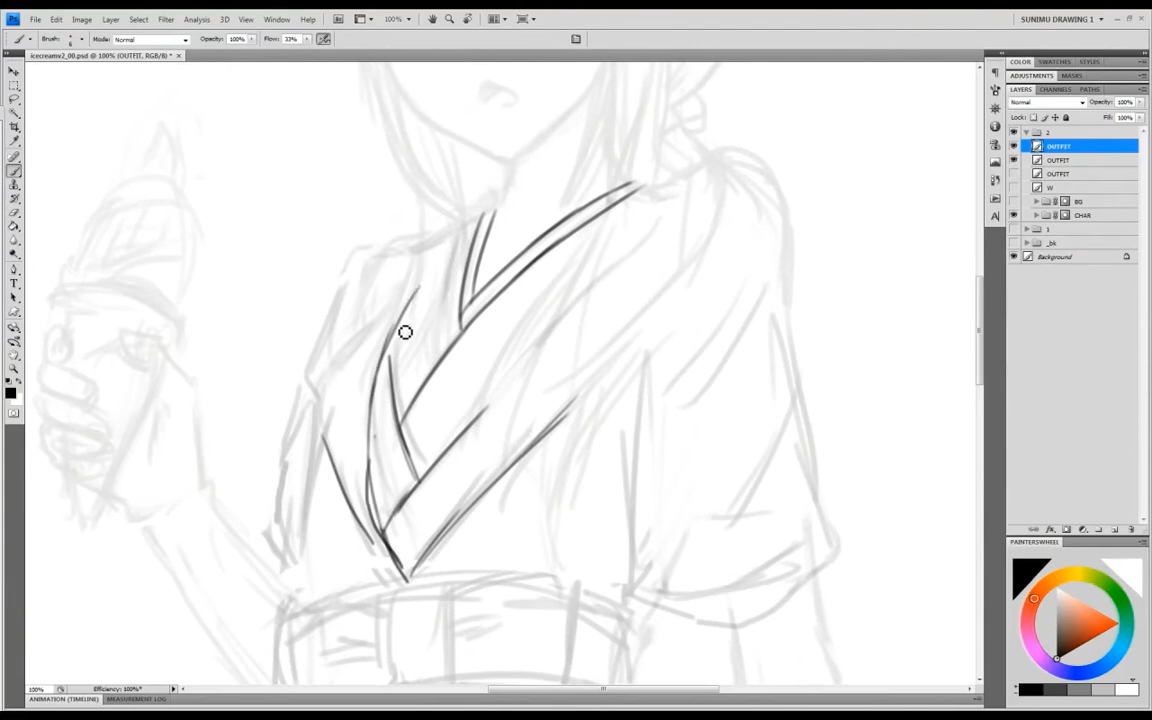 Ps File Edit Image Layer Select Filter Analysis 3D View Window Help Br 100% SUNIMU DRAWING 1
Brush: Mode: Normal Opacity: 100% Flow: 33%
icecreamv2_00.psd @ 100% (OUTFIT, RGB/8) *
COLOR SWATCHES STYLES
ADJUSTMENTS MASKS
LAYERS CHANNELS PATHS
Normal Opacity: 100%
Lock: Fill: 100%
2
OUTFIT
OUTFIT
OUTFIT
W
BG
CHAR
1
_bk
Background
PAINTERSWHEEL
100% Efficiency: 100%*
ANIMATION (TIMELINE) MEASUREMENT LOG